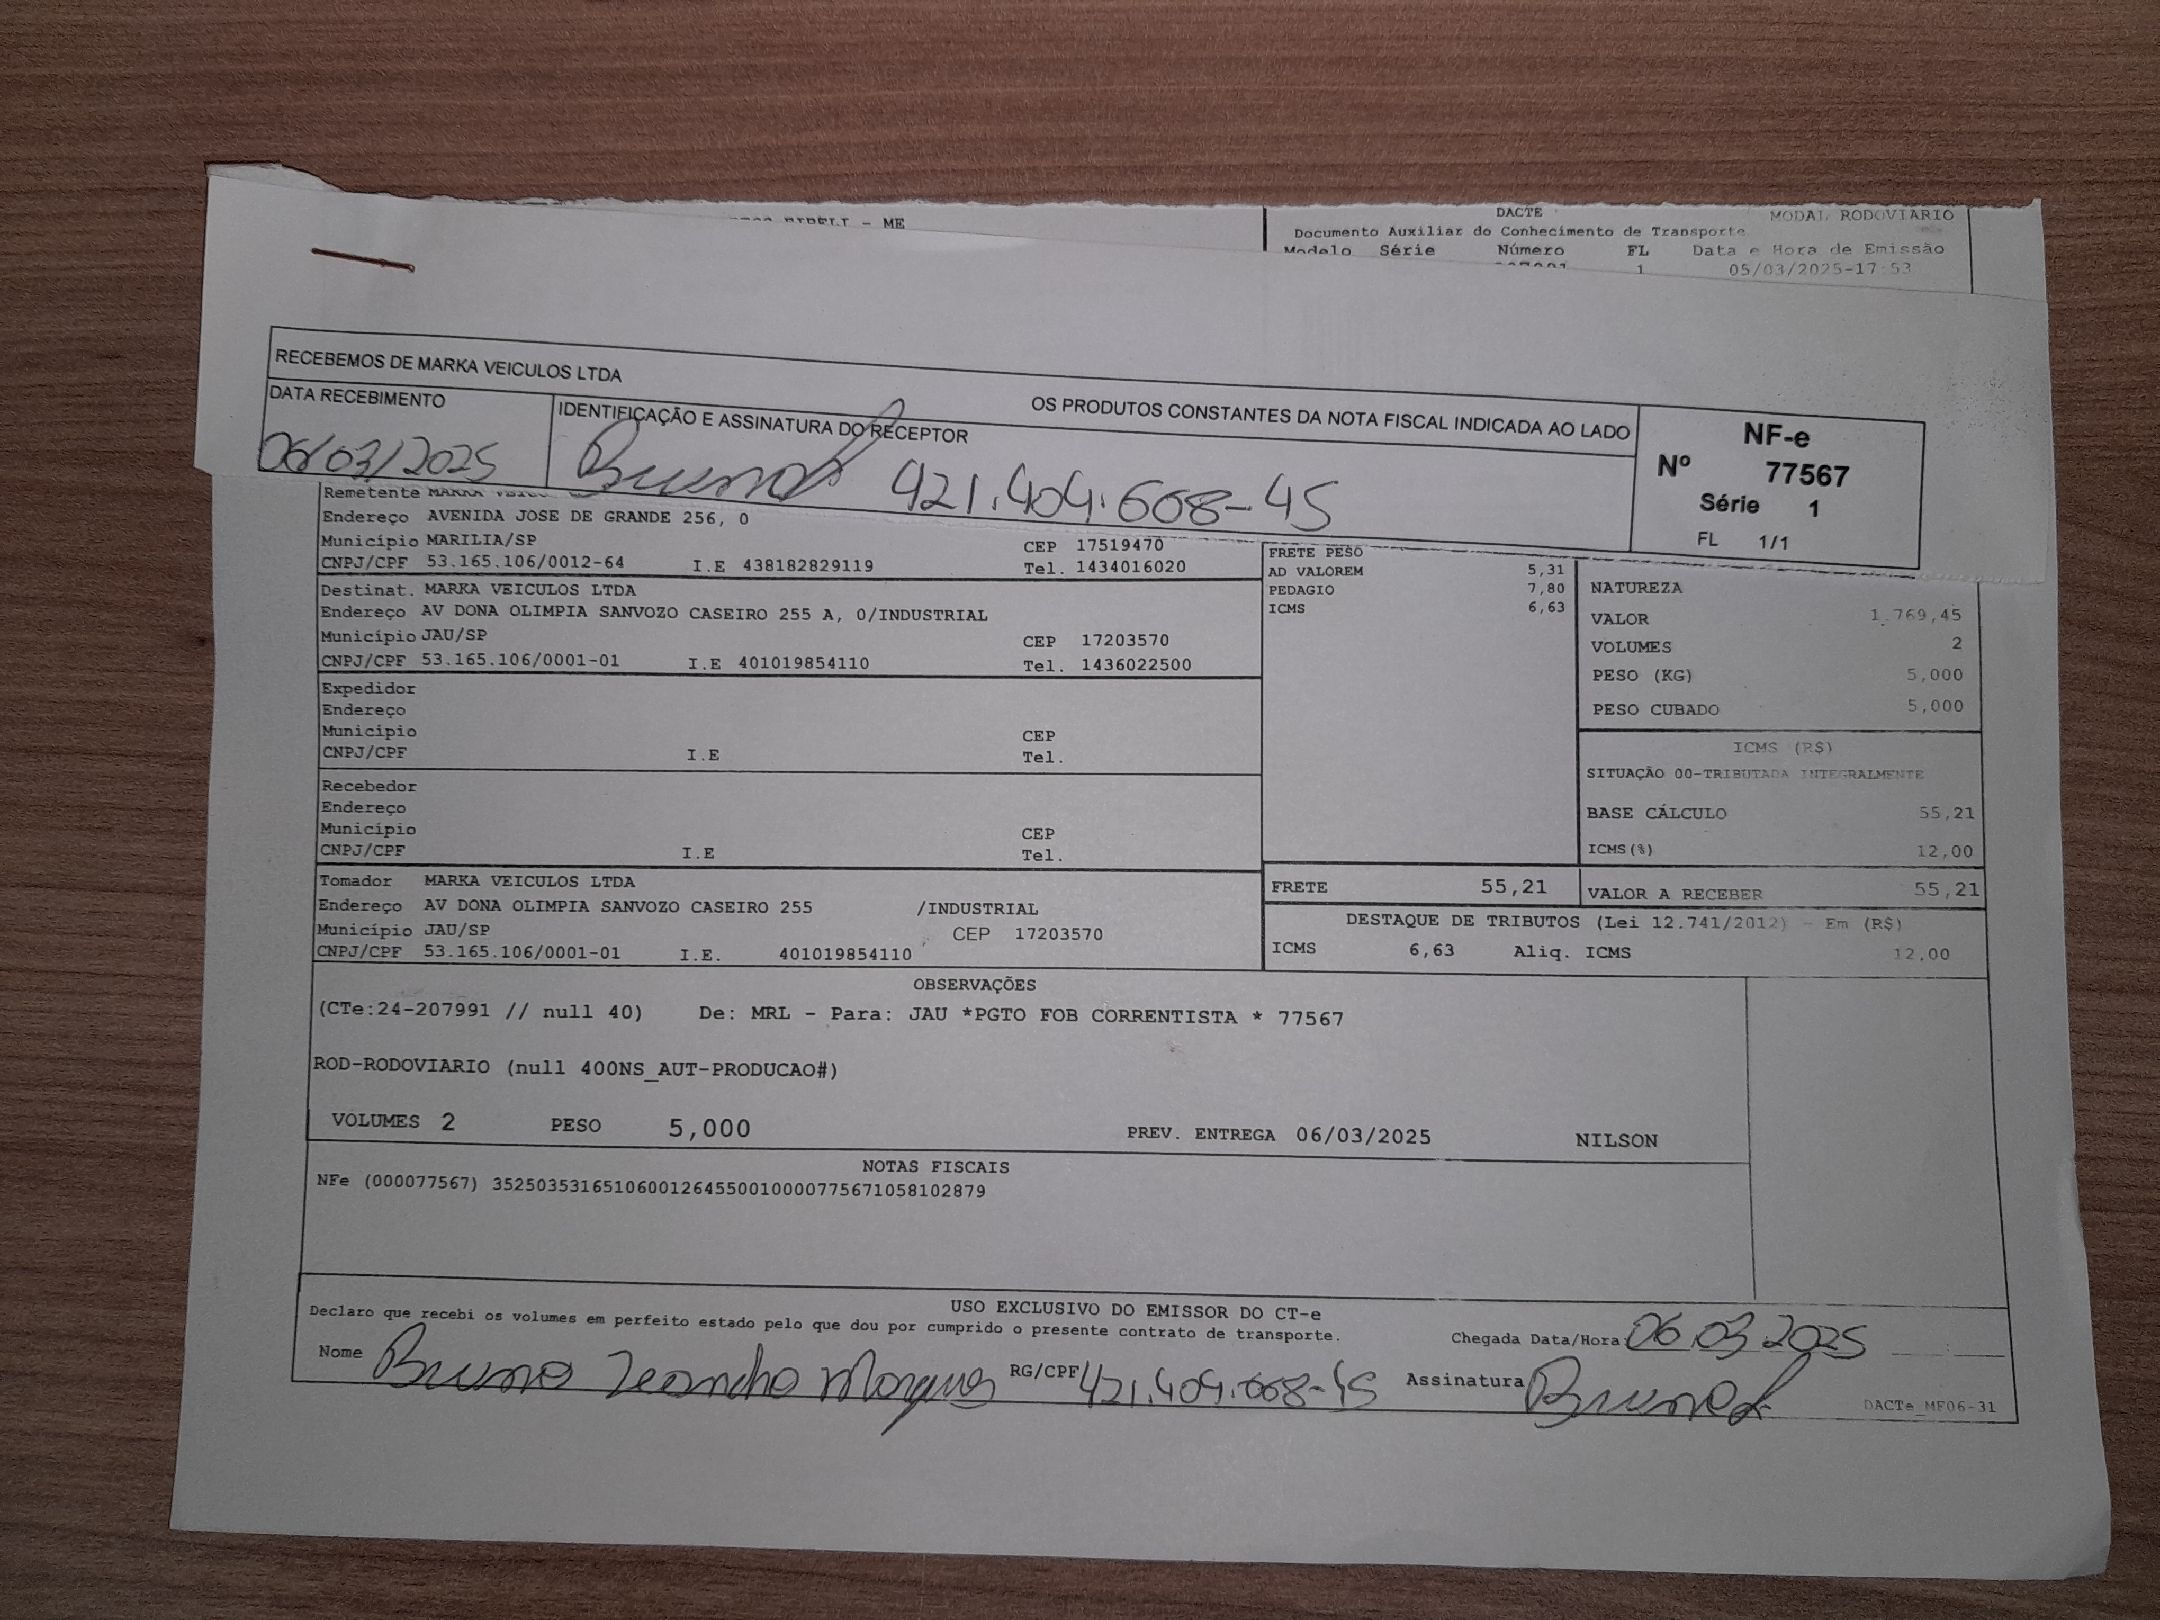 - ME
DACTE
MODAL RODOVIARIO
Documento Auxiliar do Conhecimento de Transporte
Modelo Série Número FL Data e Hora de Emissão
1 05/03/2025-17:53
RECEBEMOS DE MARKA VEICULOS LTDA
OS PRODUTOS CONSTANTES DA NOTA FISCAL INDICADA AO LADO
DATA RECEBIMENTO
06/03/2025
IDENTIFICAÇÃO E ASSINATURA DO RECEPTOR
Bruno 421.404.668-45
NF-e
Nº 77567
Série 1
FL 1/1
Remetente MARKA
Endereço AVENIDA JOSE DE GRANDE 256, 0
Município MARILIA/SP CEP 17519470
CNPJ/CPF 53.165.106/0012-64 I.E 438182829119 Tel. 1434016020
Destinat. MARKA VEICULOS LTDA
Endereço AV DONA OLIMPIA SANVOZO CASEIRO 255 A, 0/INDUSTRIAL
Município JAU/SP CEP 17203570
CNPJ/CPF 53.165.106/0001-01 I.E 401019854110 Tel. 1436022500
Expedidor
Endereço
Município CEP
CNPJ/CPF I.E Tel.
Recebedor
Endereço
Município CEP
CNPJ/CPF I.E Tel.
Tomador MARKA VEICULOS LTDA
Endereço AV DONA OLIMPIA SANVOZO CASEIRO 255 /INDUSTRIAL
Município JAU/SP CEP 17203570
CNPJ/CPF 53.165.106/0001-01 I.E. 401019854110
FRETE PESO
AD VALOREM 5,31
PEDAGIO 7,80
ICMS 6,63
NATUREZA
VALOR 1.769,45
VOLUMES 2
PESO (KG) 5,000
PESO CUBADO 5,000
ICMS (R$)
SITUAÇÃO 00-TRIBUTADA INTEGRALMENTE
BASE CÁLCULO 55,21
ICMS(%) 12,00
FRETE 55,21
VALOR A RECEBER 55,21
DESTAQUE DE TRIBUTOS (Lei 12.741/2012) - Em (R$)
ICMS 6,63 Aliq. ICMS 12,00
OBSERVAÇÕES
(CTe:24-207991 // null 40) De: MRL - Para: JAU *PGTO FOB CORRENTISTA * 77567
ROD-RODOVIARIO (null 400NS_AUT-PRODUCAO#)
VOLUMES 2 PESO 5,000 PREV. ENTREGA 06/03/2025 NILSON
NOTAS FISCAIS
NFe (000077567) 35250353165106001264550010000775671058102879
USO EXCLUSIVO DO EMISSOR DO CT-e
Declaro que recebi os volumes em perfeito estado pelo que dou por cumprido o presente contrato de transporte.
Chegada Data/Hora: 06 03 2025
Nome Bruno Leandro Marques RG/CPF 421.404.668-45 Assinatura Bruno
DACTe_MF06-31